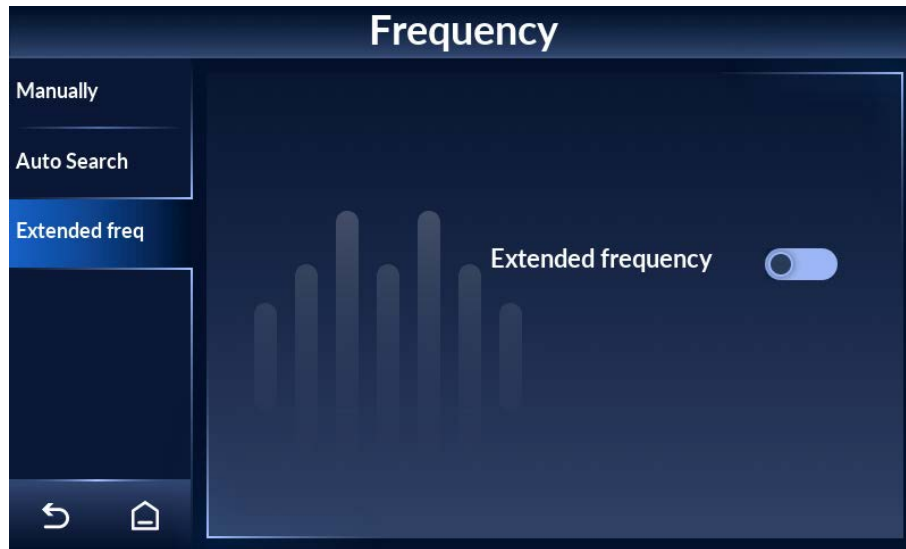 Frequency
Manually
Auto Search
Extended freq
Extended frequency